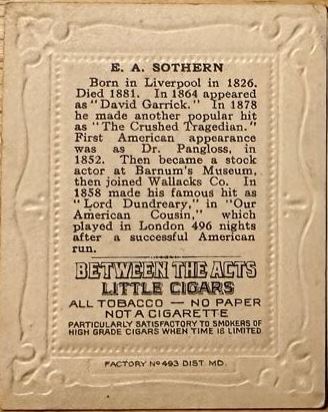 E. A. SOTHERN
Born in Liverpool in 1826.
Died 1881. In 1864 appeared
as "David Garrick." In 1878
he made another popular hit
as "The Crushed Tragedian."
First American appearance
was as Dr. Pangloss, in
1852. Then became a stock
actor at Barnum's Museum,
then joined Wallacks Co. In
1858 made his famous hit as
"Lord Dundreary," in "Our
American Cousin," which
played in London 496 nights
after a successful American
run.
BETWEEN THE ACTS
LITTLE CIGARS
ALL TOBACCO — NO PAPER
NOT A CIGARETTE
PARTICULARLY SATISFACTORY TO SMOKERS OF
HIGH GRADE CIGARS WHEN TIME IS LIMITED
FACTORY No 493 DIST. MD.